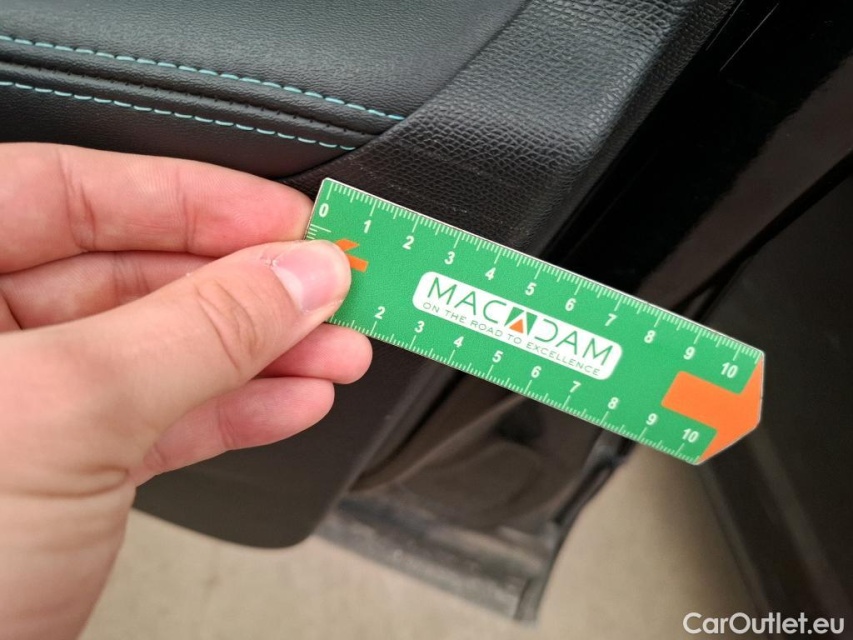 0 1 2 3 4 5 6 7 8 9 10
MACADAM
ON THE ROAD TO EXCELLENCE
2 3 4 5 6 7 8 9 10
CarOutlet.eu